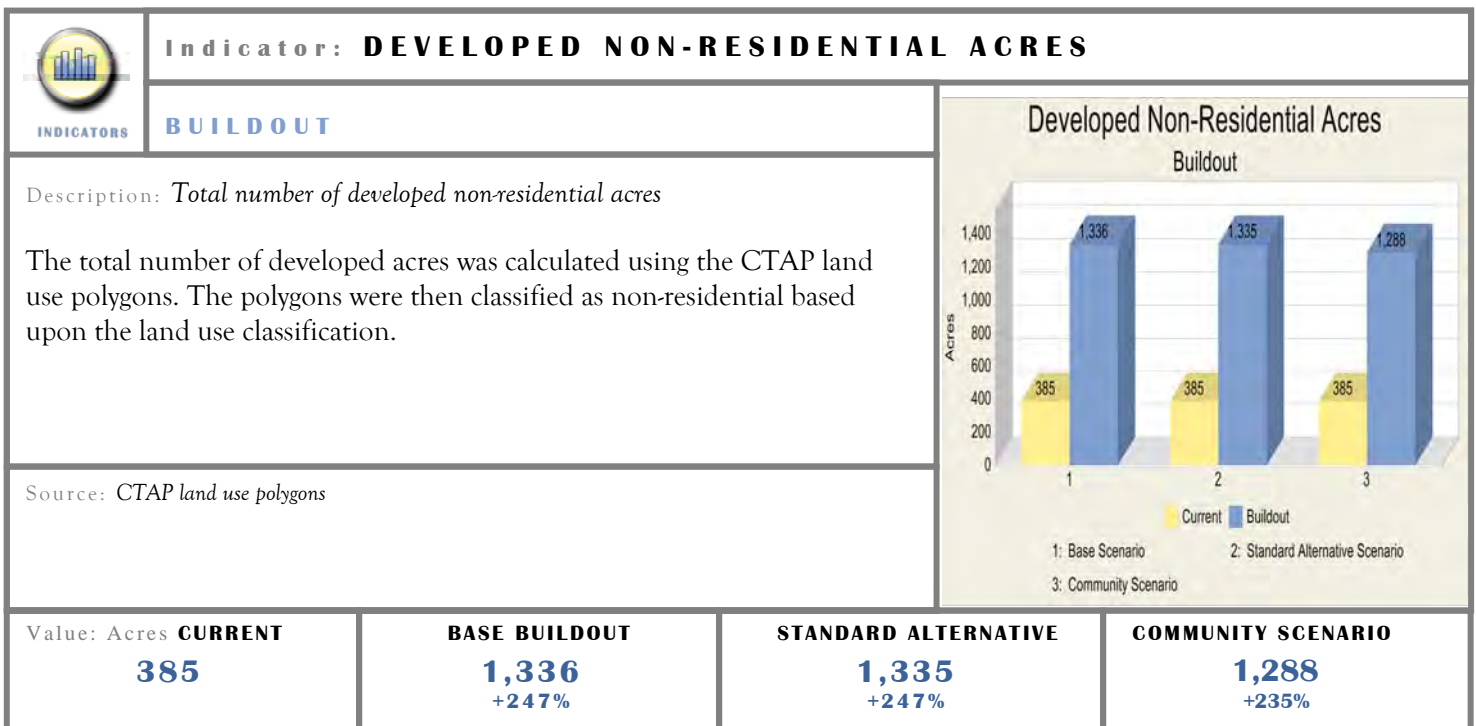 Indicator: DEVELOPED NON-RESIDENTIAL ACRES
INDICATORS
BUILDOUT
Description: Total number of developed non-residential acres
The total number of developed acres was calculated using the CTAP land
use polygons. The polygons were then classified as non-residential based
upon the land use classification.
Source: CTAP land use polygons
Developed Non-Residential Acres
Buildout
Acres
1,400
1,200
1,000
800
600
400
200
0
385
1,336
385
1,335
385
1,288
1
2
3
Current Buildout
1: Base Scenario 2: Standard Alternative Scenario
3: Community Scenario
Value: Acres CURRENT
385
BASE BUILDOUT
1,336
+247%
STANDARD ALTERNATIVE
1,335
+247%
COMMUNITY SCENARIO
1,288
+235%